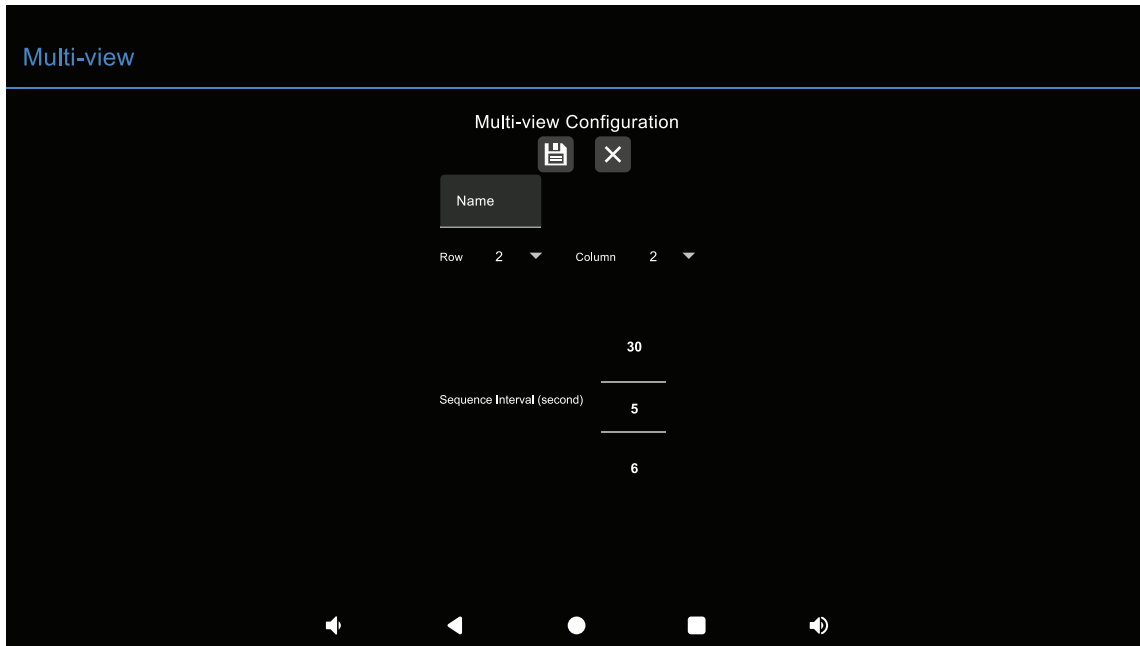 Multi-view
Multi-view Configuration
Name
Row 2 Column 2
30
Sequence Interval (second) 5
6